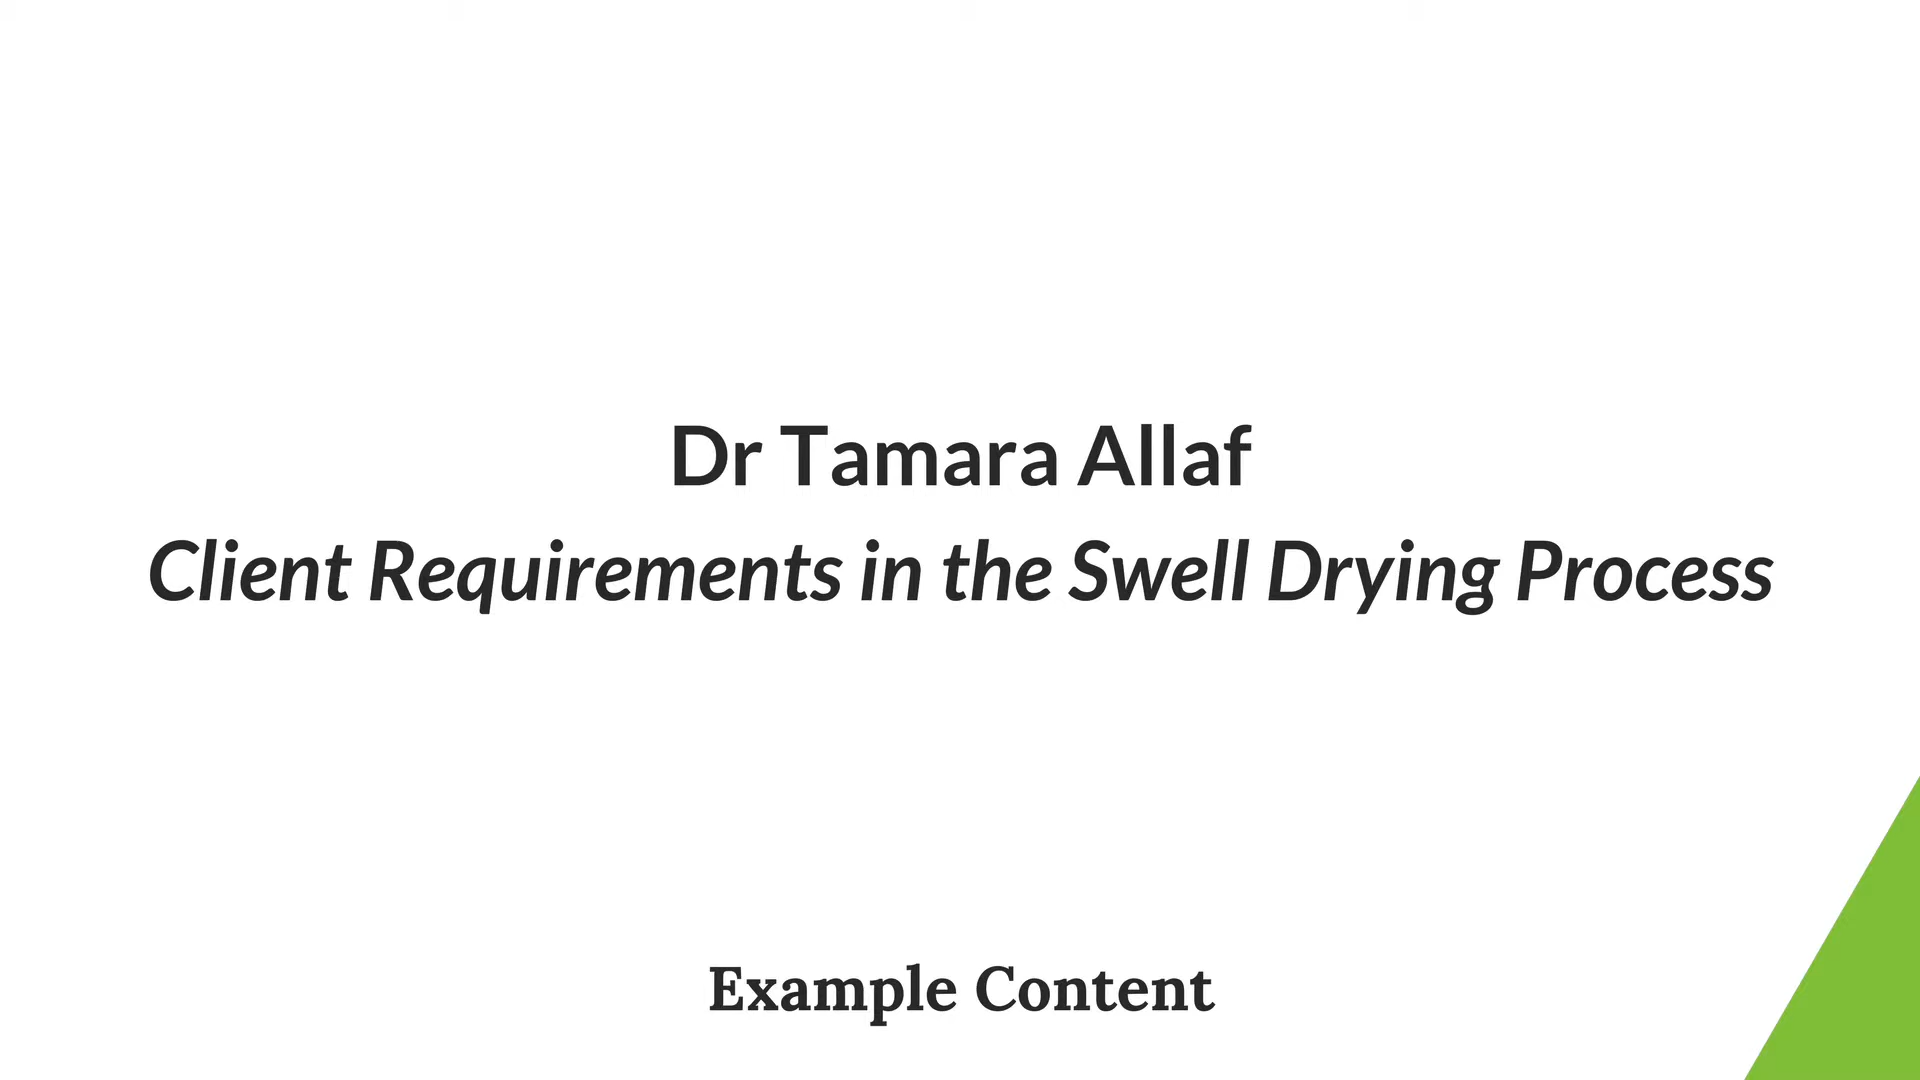 Dr Tamara Allaf
Client Requirements in the Swell Drying Process
Example Content